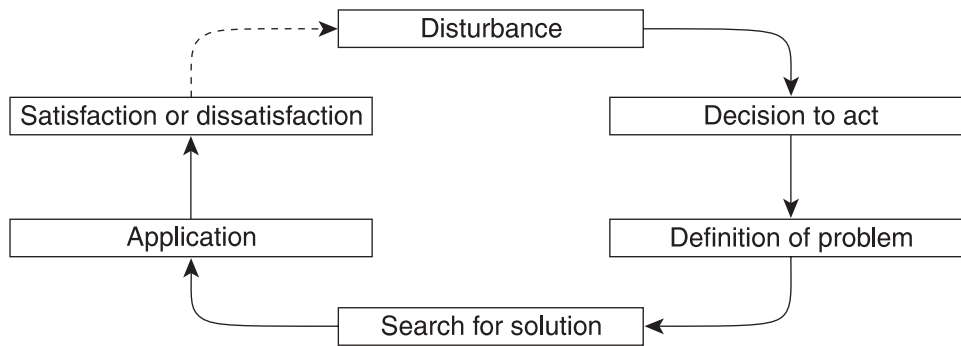 Disturbance
Satisfaction or dissatisfaction
Decision to act
Application
Definition of problem
Search for solution